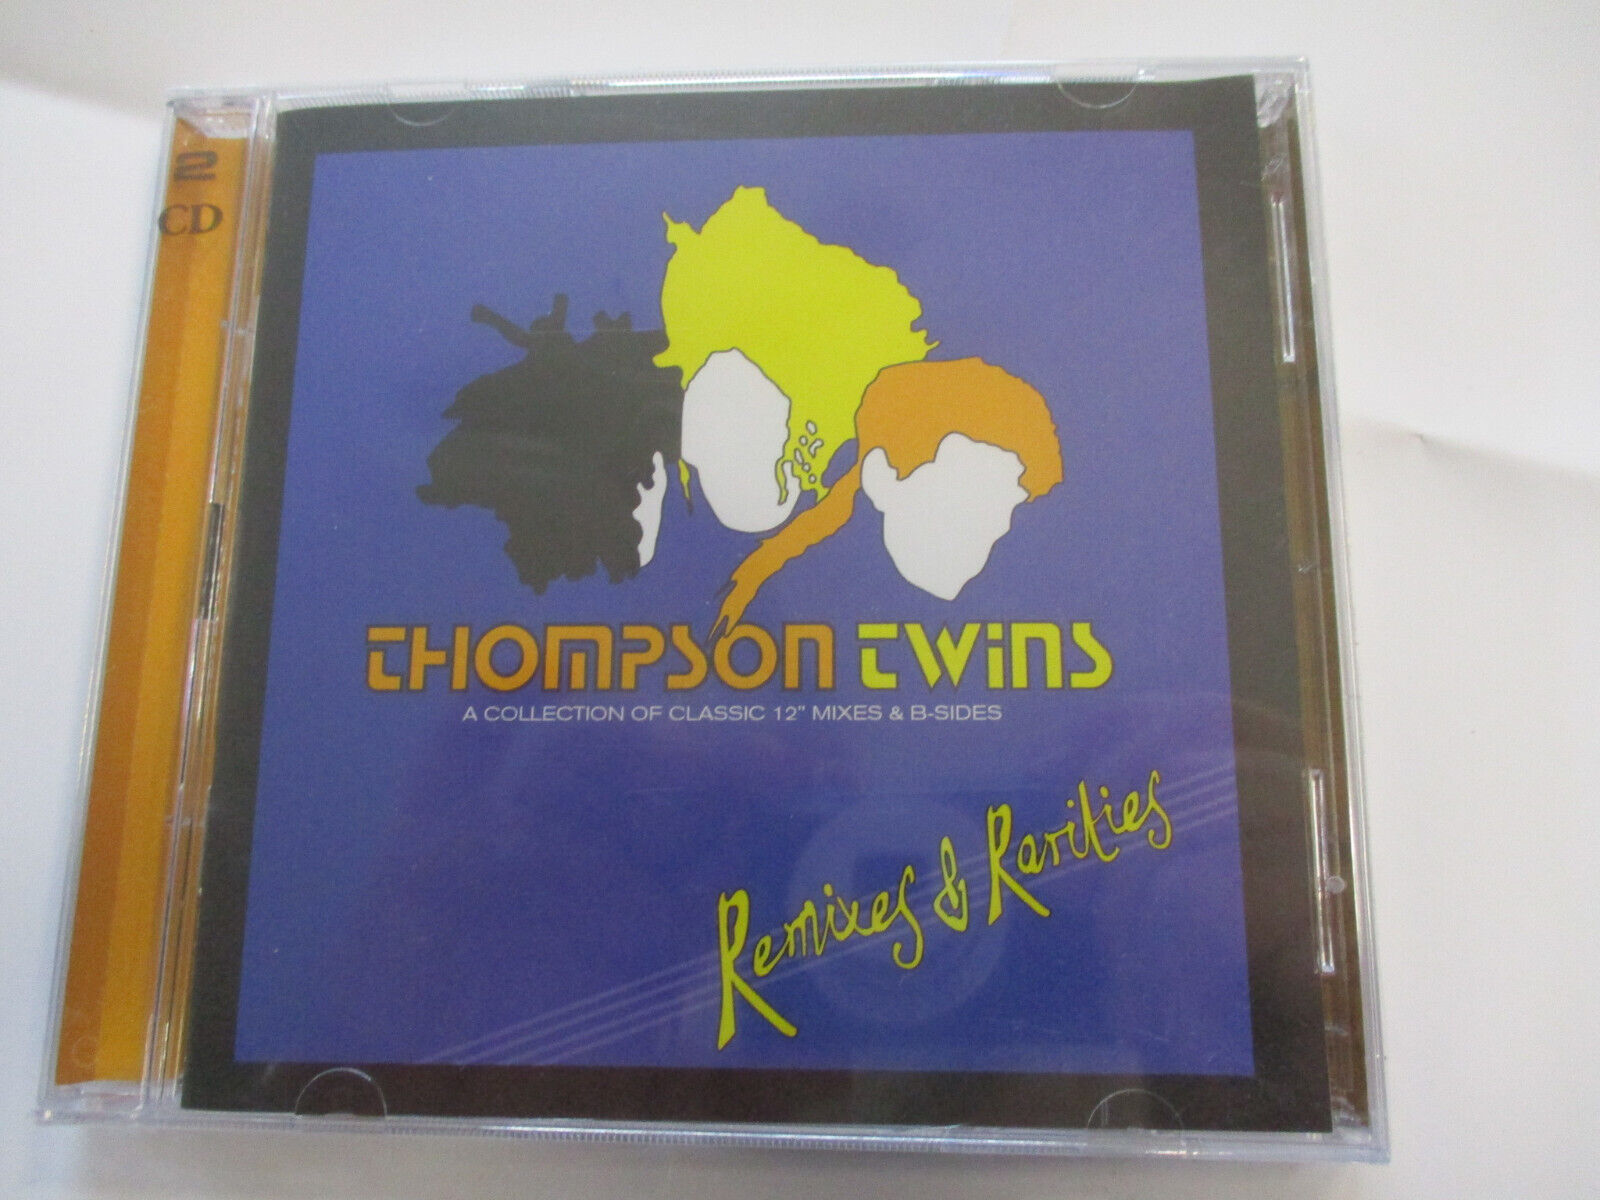 2
CD
THOMPSON TWINS
A COLLECTION OF CLASSIC 12" MIXES & B-SIDES
Remixes & Rarities